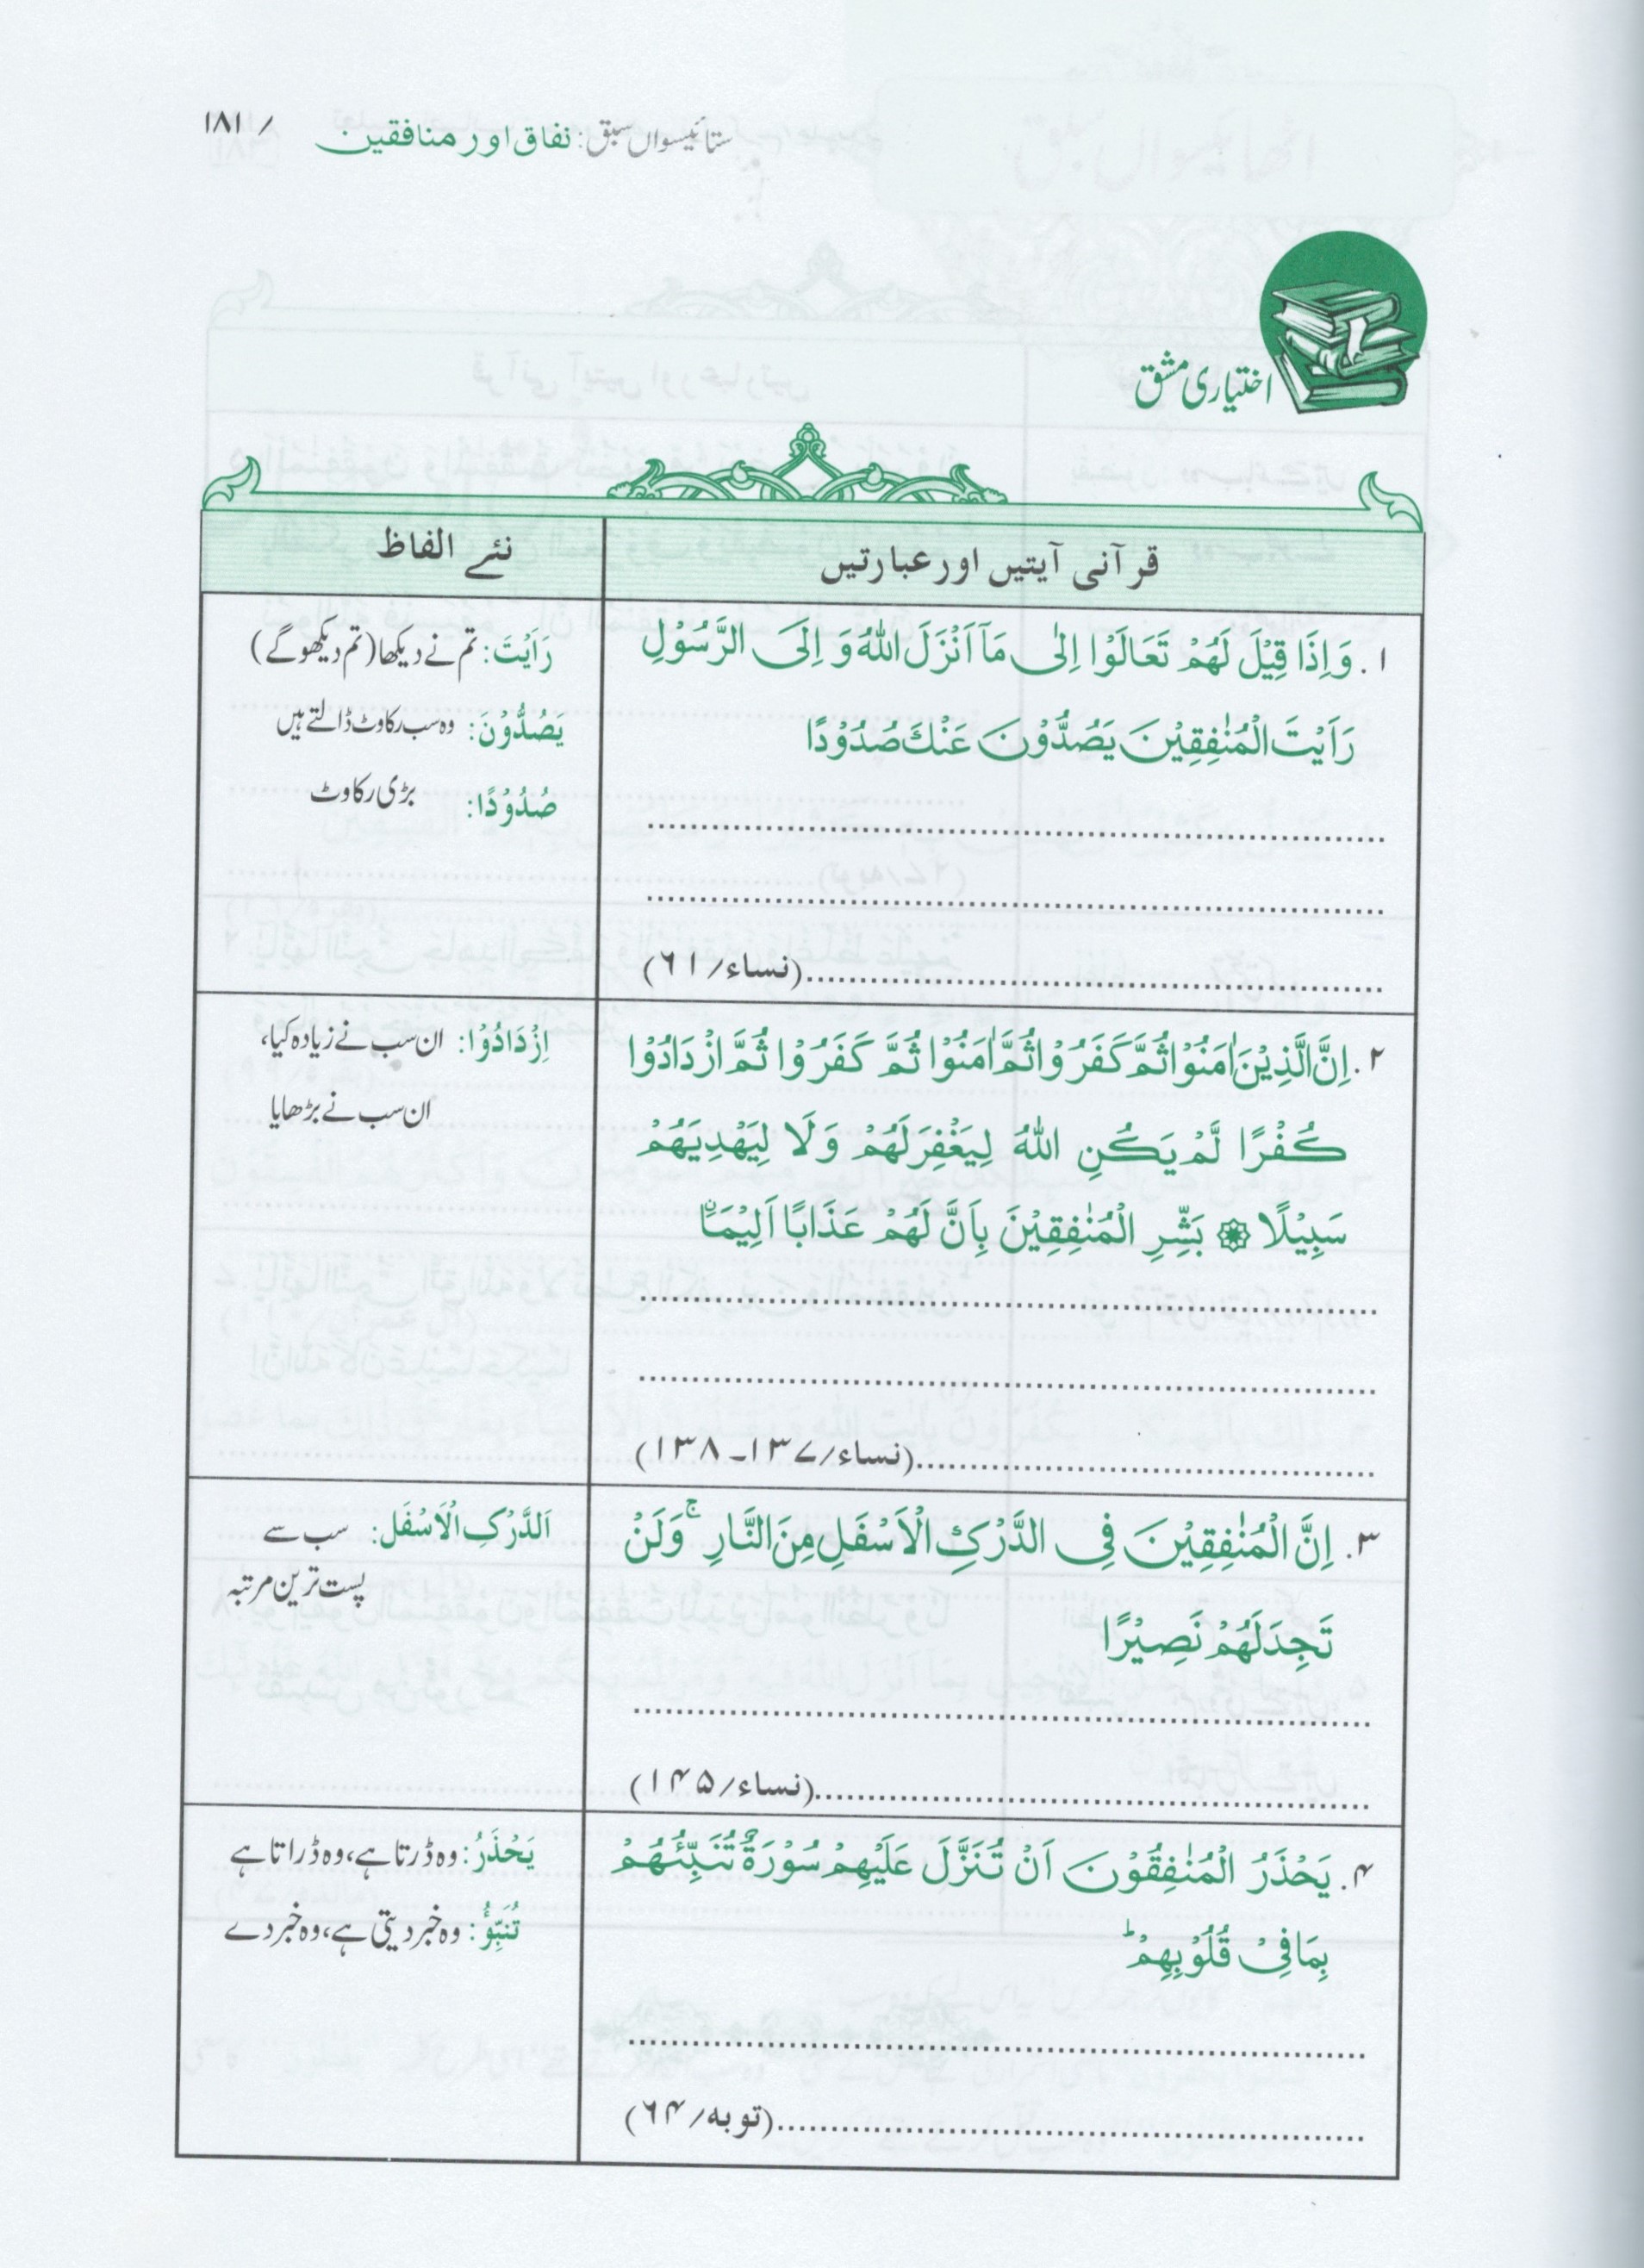 ستائیسواں سبق: نفاق اور منافقین / ۱۸۱
اختیاری مشق
قرآنی آیتیں اور عبارتیں
نئے الفاظ
۱. وَ اِذَا قِیْلَ لَهُمْ تَعَالَوْا اِلٰی مَاۤ اَنْزَلَ اللّٰهُ وَ اِلَی الرَّسُوْلِ
رَاَیْتَ الْمُنٰفِقِیْنَ یَصُدُّوْنَ عَنْكَ صُدُوْدًا
(نساء/۶۱)
رَاَیْتَ: تم نے دیکھا (تم دیکھوگے)
یَصُدُّوْنَ: وہ سب رکاوٹ ڈالتے ہیں
صُدُوْدًا: بڑی رکاوٹ
۲. اِنَّ الَّذِیْنَ اٰمَنُوْا ثُمَّ كَفَرُوْا ثُمَّ اٰمَنُوْا ثُمَّ كَفَرُوْا ثُمَّ ازْدَادُوْا
كُفْرًا لَّمْ یَكُنِ اللّٰهُ لِیَغْفِرَ لَهُمْ وَ لَا لِیَهْدِیَهُمْ
سَبِیْلًا ۞ بَشِّرِ الْمُنٰفِقِیْنَ بِاَنَّ لَهُمْ عَذَابًا اَلِیْمَاۙ
(نساء/۱۳۷۔۱۳۸)
اِزْدَادُوْا: ان سب نے زیادہ کیا،
ان سب نے بڑھایا
۳. اِنَّ الْمُنٰفِقِیْنَ فِی الدَّرْكِ الْاَسْفَلِ مِنَ النَّارِ ۚ وَ لَنْ
تَجِدَ لَهُمْ نَصِیْرًا
(نساء/۱۴۵)
اَلدَّرْكِ الْاَسْفَل: سب سے
پست ترین مرتبہ
۴. یَحْذَرُ الْمُنٰفِقُوْنَ اَنْ تُنَزَّلَ عَلَیْهِمْ سُوْرَةٌ تُنَبِّئُهُمْ
بِمَا فِیْ قُلُوْبِهِمْ ؕ
(توبه/۶۴)
یَحْذَرُ: وہ ڈرتا ہے، وہ ڈراتا ہے
تُنَبِّؤُ: وہ خبر دیتی ہے، وہ خبر دے